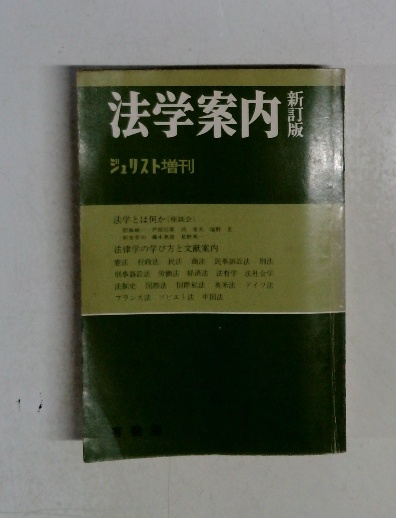 法学案内 新訂版
ジュリスト増刊
法学とは何か〔座談会〕
法律学の学び方と文献案内
憲法 行政法 民法 商法 民事訴訟法 刑法
刑事訴訟法 労働法 経済法 法哲学 法社会学
法制史 国際法 国際私法 英米法 ドイツ法
フランス法 ソビエト法 中国法
有斐閣